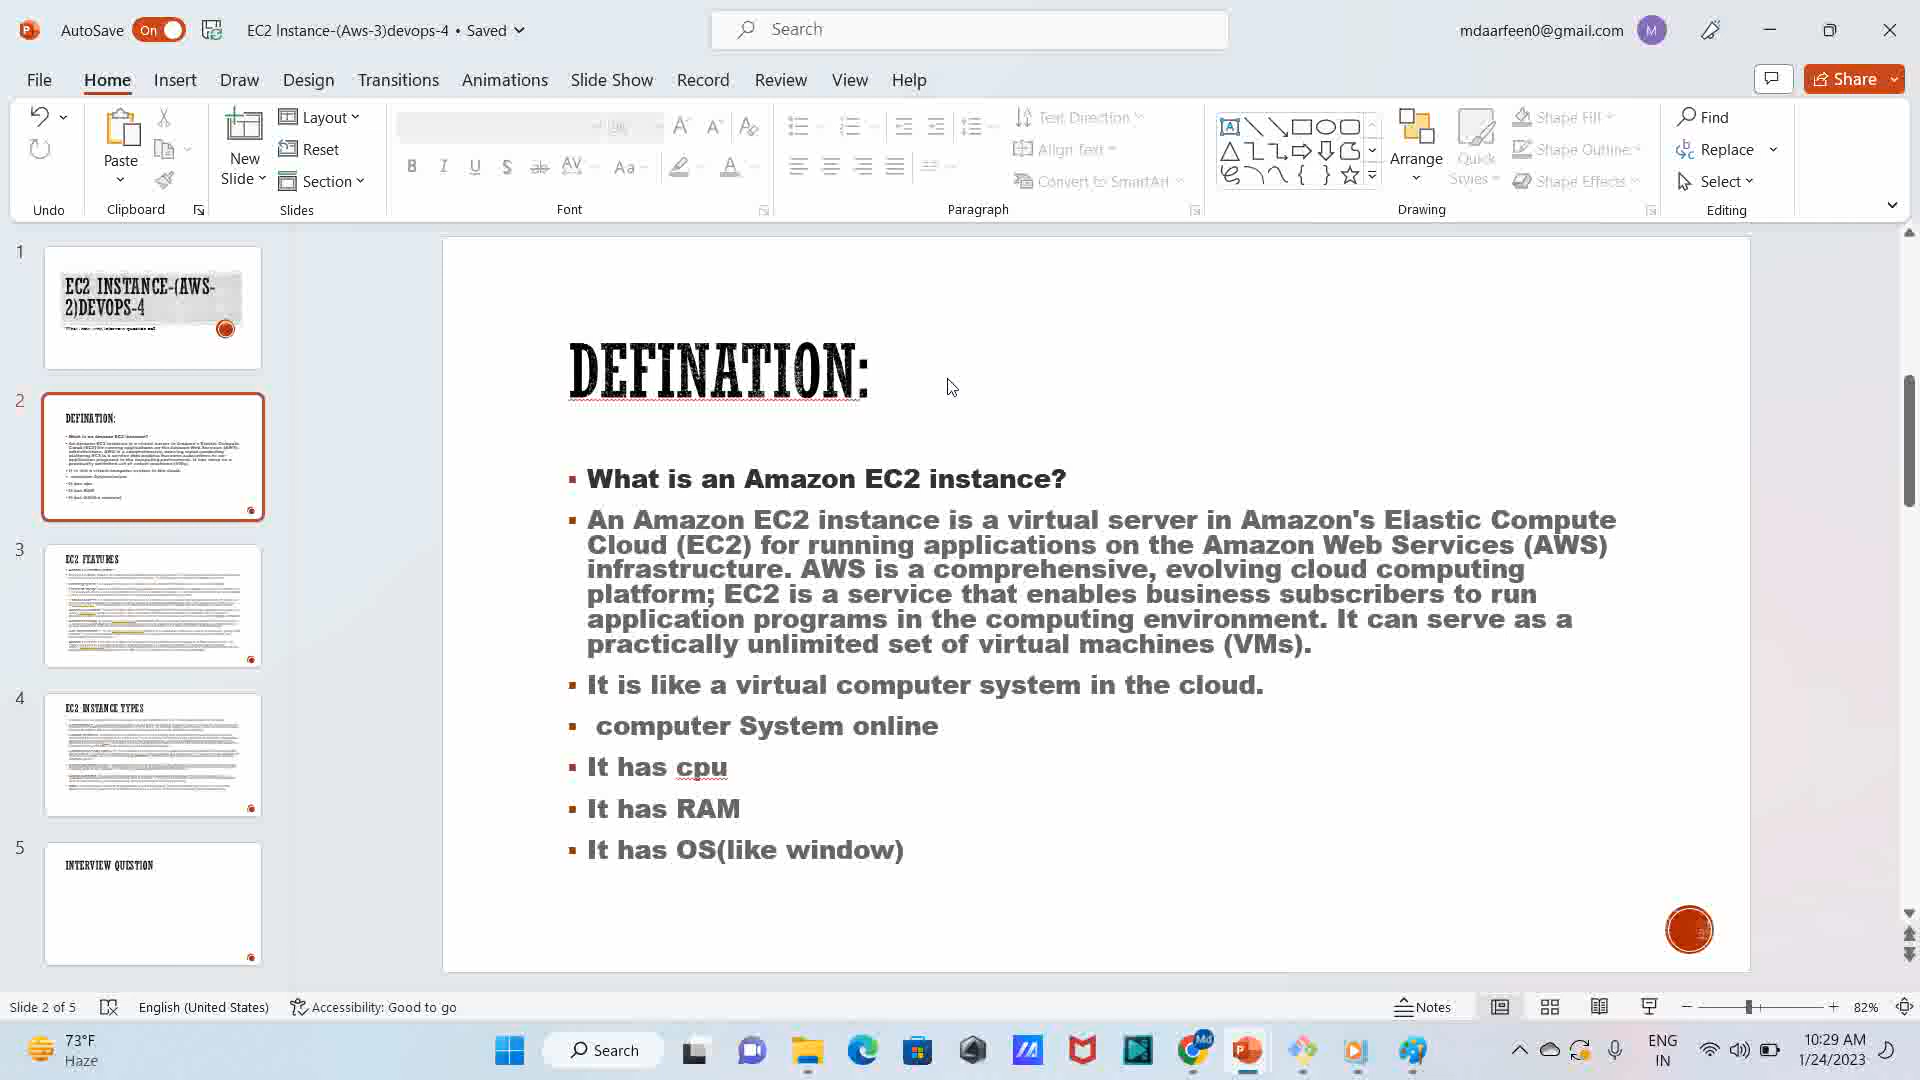 AutoSave On EC2 Instance-(Aws-3)devops-4 • Saved Search mdaarfeen0@gmail.com M
File Home Insert Draw Design Transitions Animations Slide Show Record Review View Help Share
Undo
Paste
Clipboard
New Slide
Layout
Reset
Section
Slides
Font
Text Direction
Align Text
Convert to SmartArt
Paragraph
Arrange
Quick Styles
Shape Fill
Shape Outline
Shape Effects
Drawing
Find
Replace
Select
Editing
1
EC2 INSTANCE-(AWS-
2)DEVOPS-4
2
DEFINATION:
3
EC2 FEATURES
4
EC2 INSTANCE TYPES
5
INTERVIEW QUESTION
DEFINATION:
What is an Amazon EC2 instance?
An Amazon EC2 instance is a virtual server in Amazon's Elastic Compute
Cloud (EC2) for running applications on the Amazon Web Services (AWS)
infrastructure. AWS is a comprehensive, evolving cloud computing
platform; EC2 is a service that enables business subscribers to run
application programs in the computing environment. It can serve as a
practically unlimited set of virtual machines (VMs).
It is like a virtual computer system in the cloud.
computer System online
It has cpu
It has RAM
It has OS(like window)
Slide 2 of 5 English (United States) Accessibility: Good to go Notes 82%
73°F
Haze
Search
ENG
IN
10:29 AM
1/24/2023